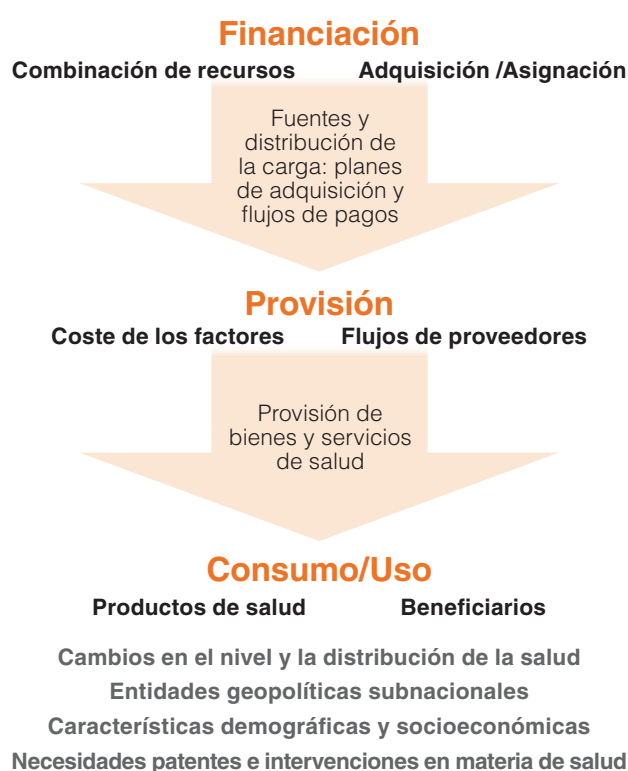 Financiación
Combinación de recursos Adquisición /Asignación
Fuentes y
distribución de
la carga: planes
de adquisición y
flujos de pagos
Provisión
Coste de los factores Flujos de proveedores
Provisión de
bienes y servicios
de salud
Consumo/Uso
Productos de salud Beneficiarios
Cambios en el nivel y la distribución de la salud
Entidades geopolíticas subnacionales
Características demográficas y socioeconómicas
Necesidades patentes e intervenciones en materia de salud